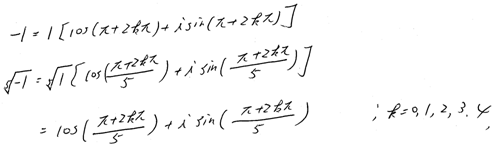 -1 = 1 [cos(π+2kπ) + i sin(π+2kπ)]
⁵√-1 = ⁵√1 [cos(π+2kπ/5) + i sin(π+2kπ/5)]
= cos(π+2kπ/5) + i sin(π+2kπ/5) ; k=0,1,2,3,4,